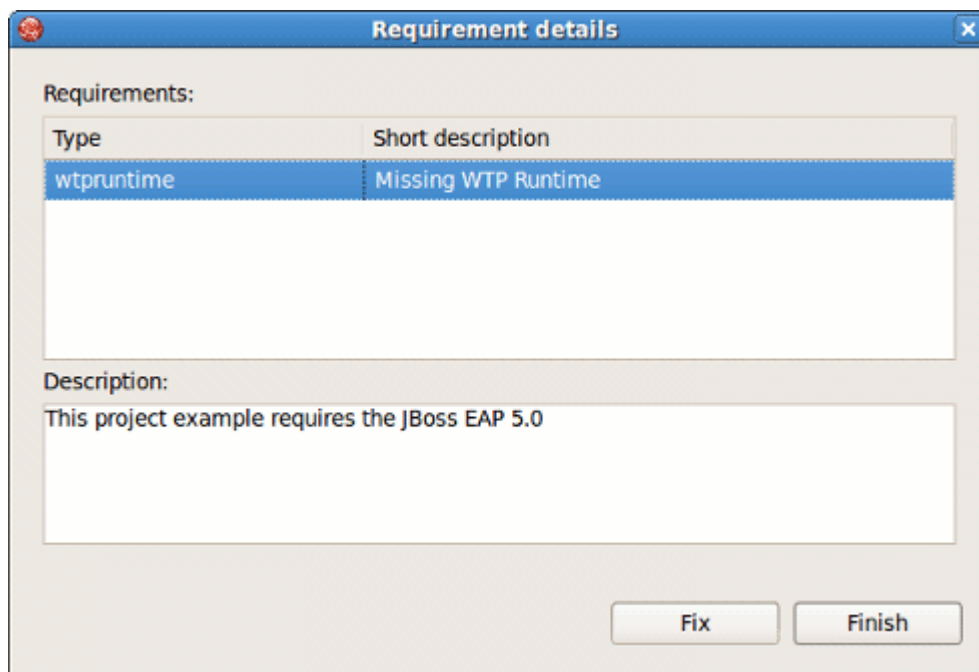 Requirement details
Requirements:
Type Short description
wtpruntime Missing WTP Runtime
Description:
This project example requires the JBoss EAP 5.0
Fix Finish